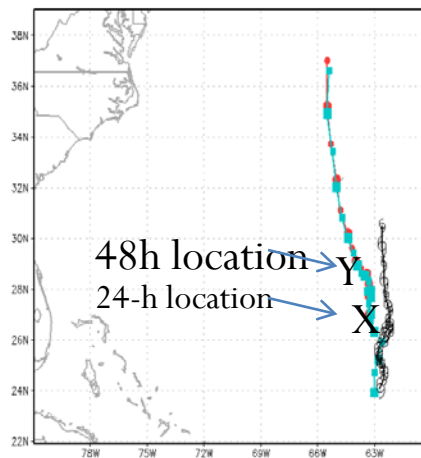 38N
36N
34N
32N
30N
48h location Y
28N
24-h location X
26N
24N
22N
78W 75W 72W 69W 66W 63W